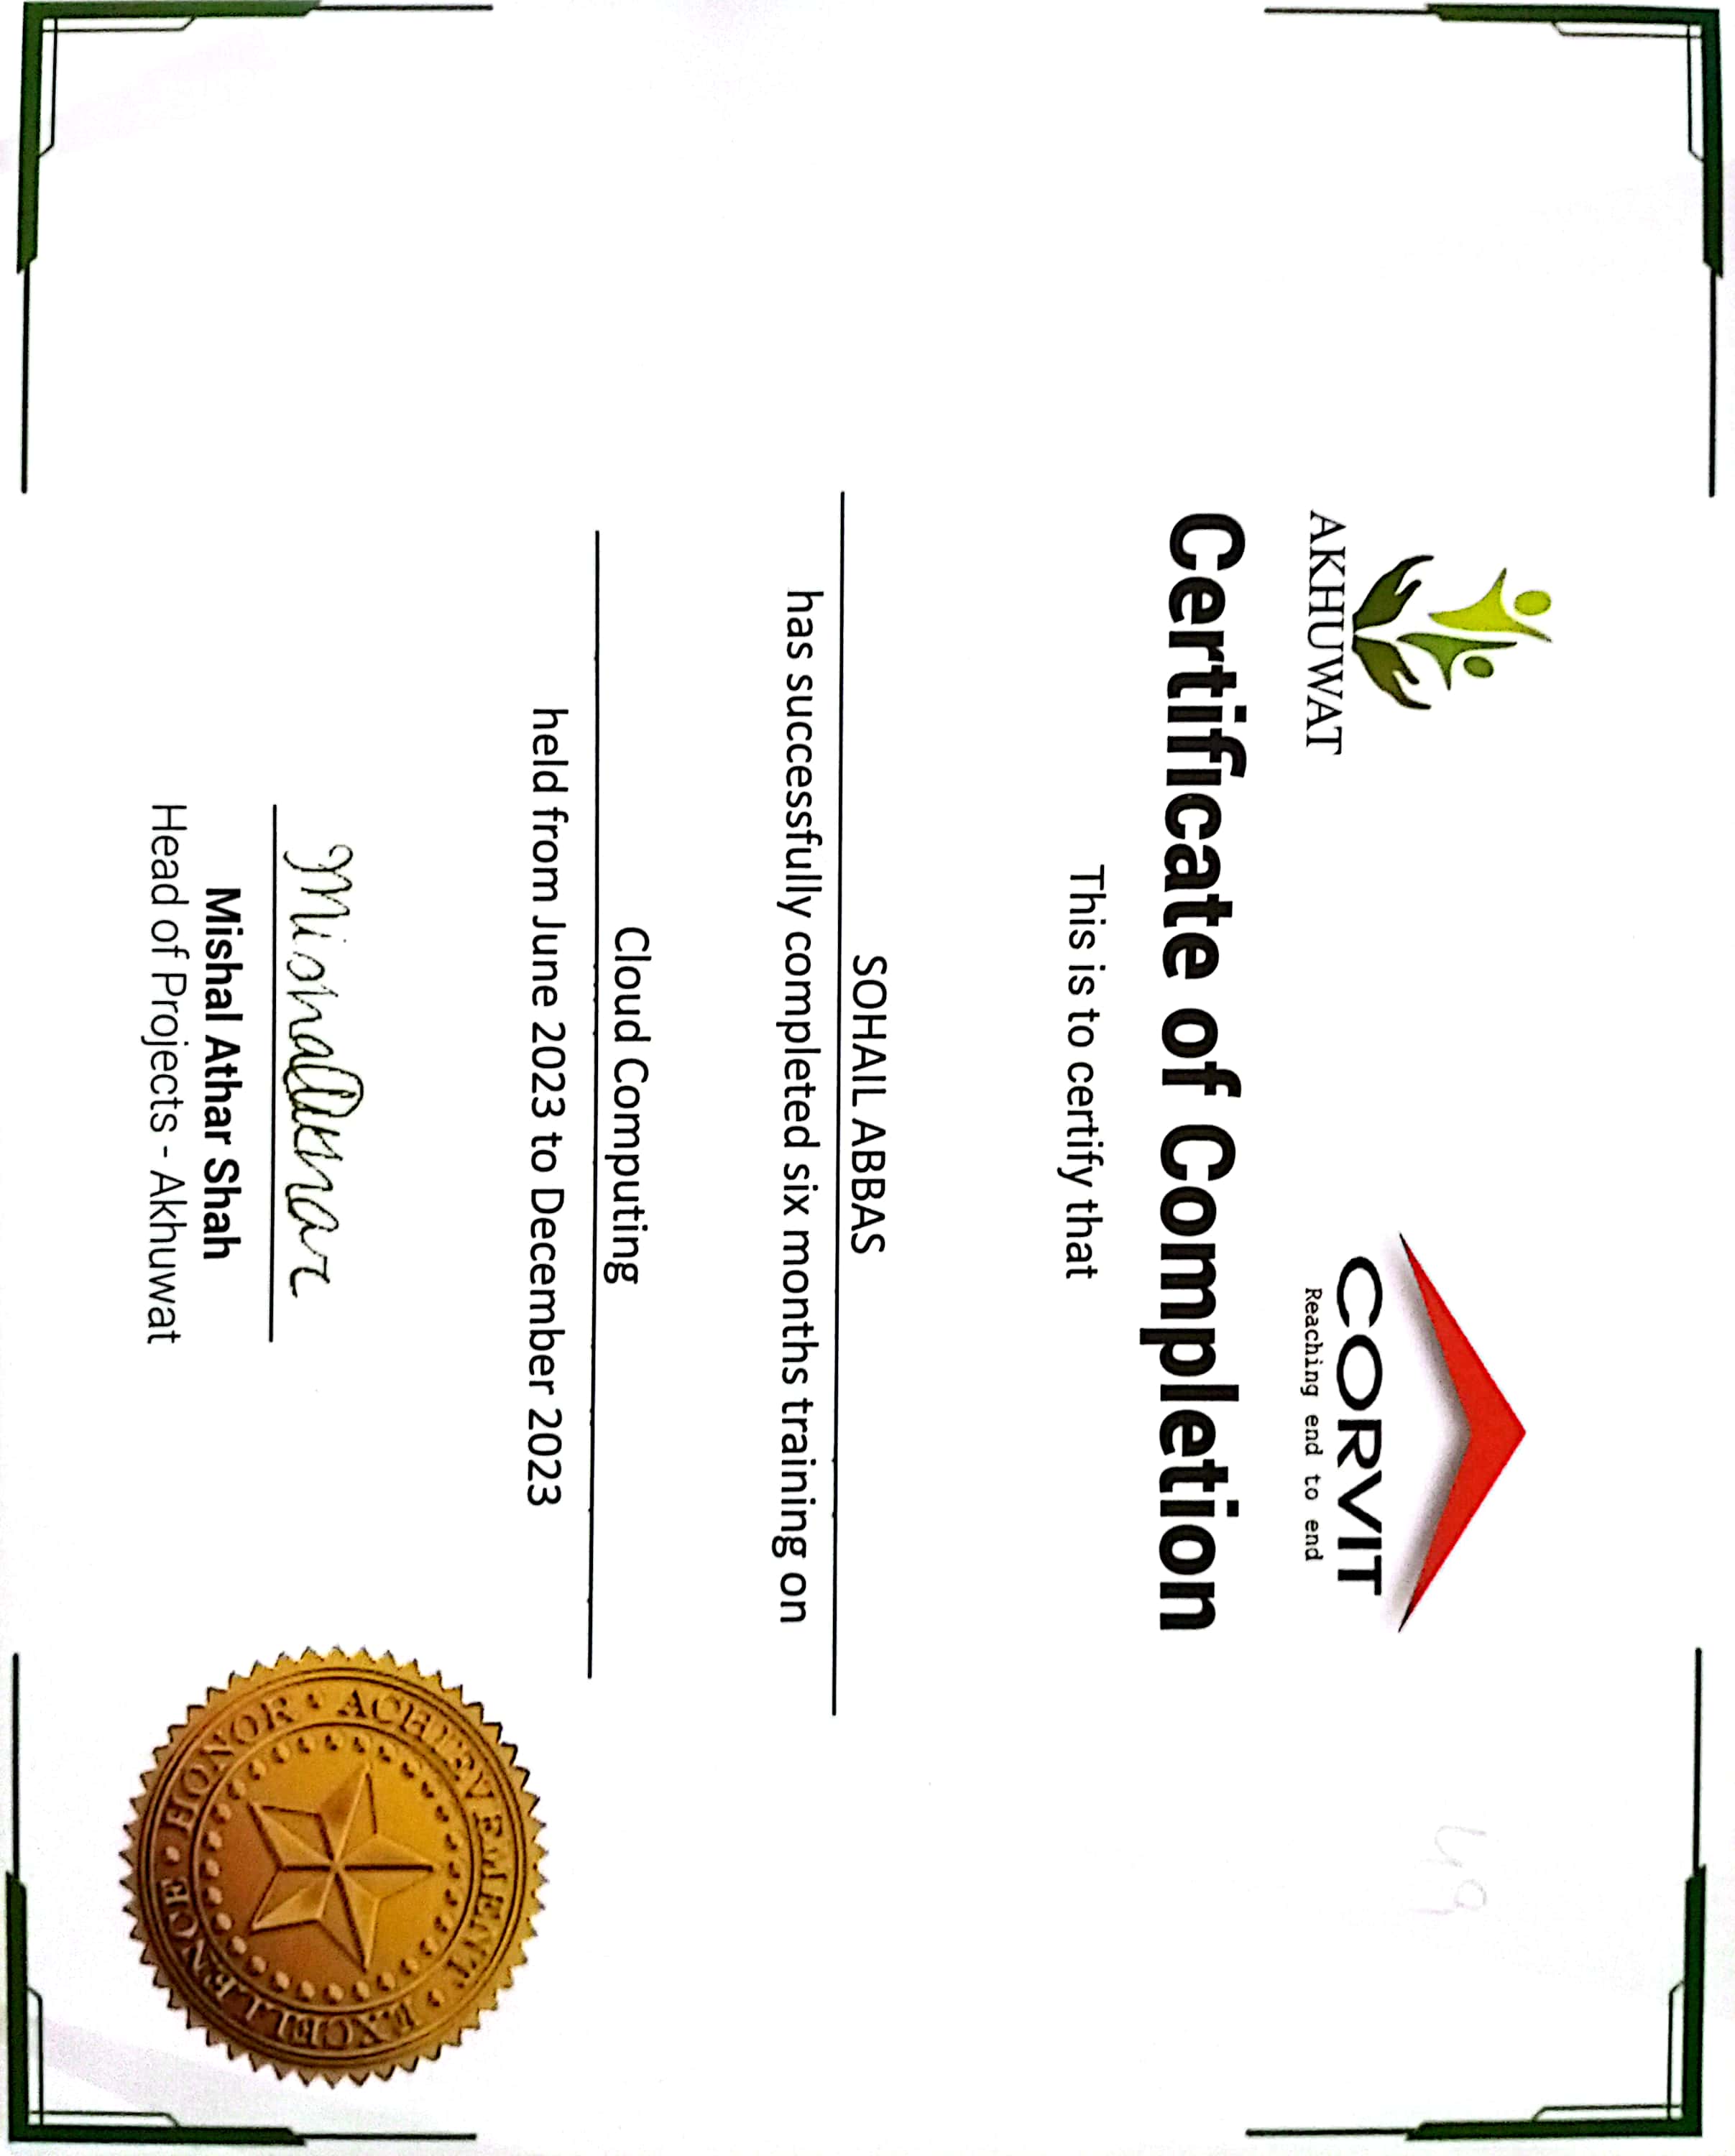 AKHUWAT
CORVIT
Reaching end to end
49
Certificate of Completion
This is to certify that
SOHAIL ABBAS
has successfully completed six months training on
Cloud Computing
held from June 2023 to December 2023
Mishal Athar
Mishal Athar Shah
Head of Projects - Akhuwat
HONOR • ACHIEVEMENT • EXCELLENCE •